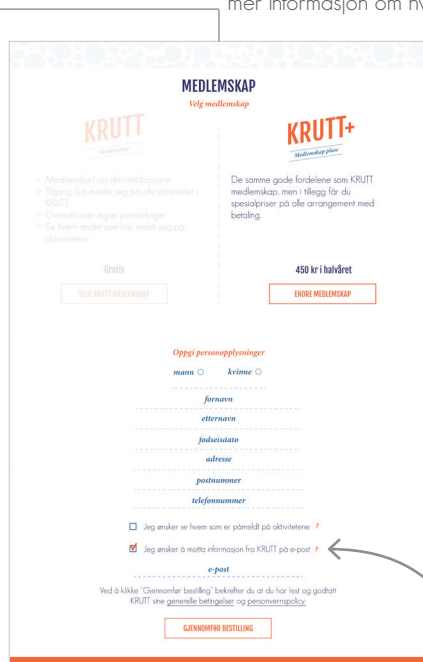 mer informasjon om hv
MEDLEMSKAP
Velg medlemskap
KRUTT
medlemskap
Medlemskort og aktivitetsbrosjyre
Tilgang til å melde seg på alle aktiviteter i
KRUTT
Oversikt over egne påmeldinger
Se hvem andre som har meldt seg på
aktivitetene
Gratis
VELG KRUTT MEDLEMSKAP
KRUTT+
Medlemskap pluss
De samme gode fordelene som KRUTT
medlemskap, men i tillegg får du
spesialpriser på alle arrangement med
betaling.
450 kr i halvåret
ENDRE MEDLEMSKAP
Oppgi personopplysninger
mann kvinne
fornavn
etternavn
fødselsdato
adresse
postnummer
telefonnummer
Jeg ønsker se hvem som er påmeldt på aktivitetene ?
Jeg ønsker å motta informasjon fra KRUTT på e-post ?
e-post
Ved å klikke "Gjennomfør bestilling" bekrefter du at du har lest og godtatt
KRUTT sine generelle betingelser og personvernspolicy.
GJENNOMFØR BESTILLING